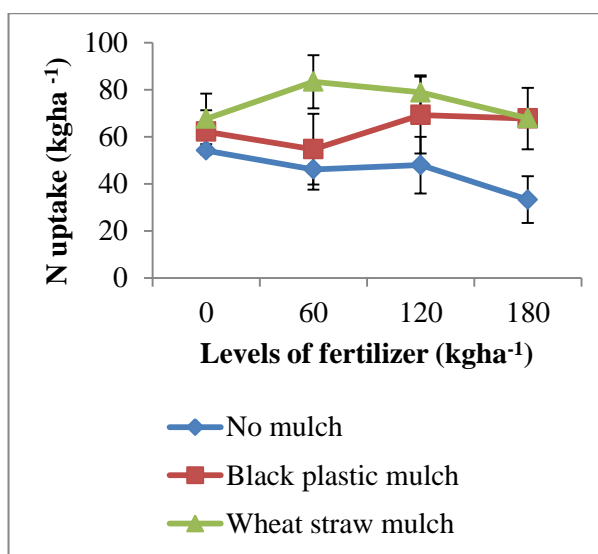 N uptake (kgha ⁻¹)
100
80
60
40
20
0
0 60 120 180
Levels of fertilizer (kgha⁻¹)
No mulch
Black plastic mulch
Wheat straw mulch